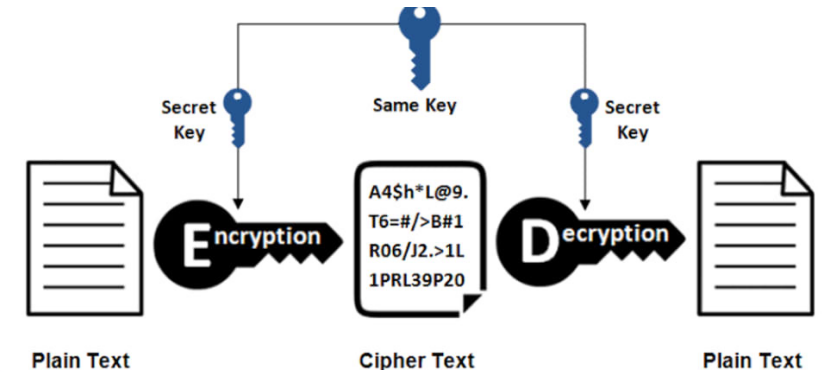 Same Key
Secret
Key
Secret
Key
Encryption
A4$h*L@9.
T6=#/>B#1
R06/J2.>1L
1PRL39P20
Decryption
Plain Text
Cipher Text
Plain Text